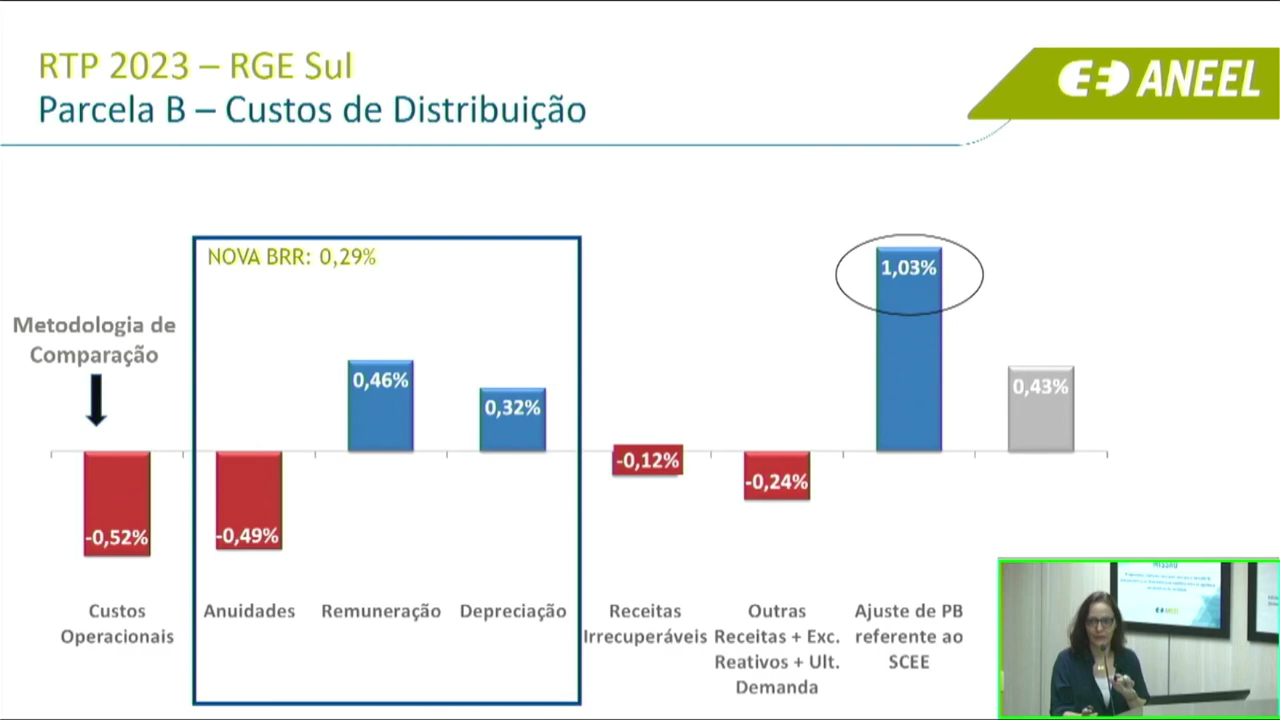 RTP 2023 – RGE Sul
Parcela B – Custos de Distribuição
ANEEL
NOVA BRR: 0,29%
1,03%
Metodologia de
Comparação
0,46%
0,32%
0,43%
-0,12%
-0,24%
-0,52%
-0,49%
Custos
Operacionais
Anuidades
Remuneração
Depreciação
Receitas
Irrecuperáveis
Outras
Receitas + Exc.
Reativos + Ult.
Demanda
Ajuste de PB
referente ao
SCEE
MISSÃO
ANEEL